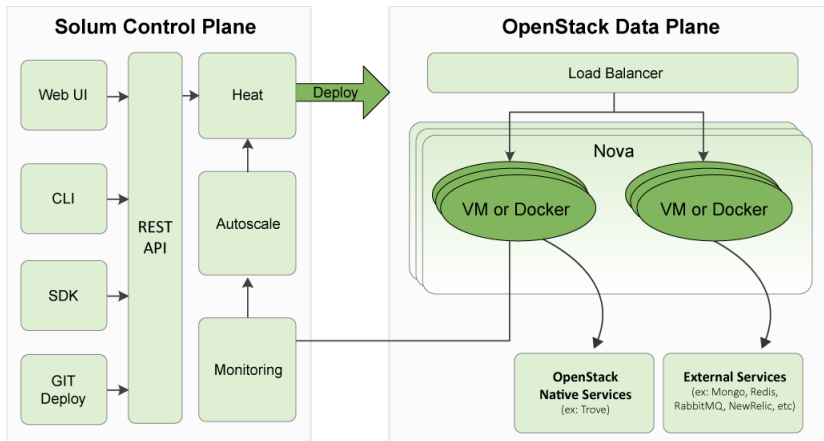 Solum Control Plane
Web UI
CLI
SDK
GIT
Deploy
REST
API
Heat
Autoscale
Monitoring
Deploy
OpenStack Data Plane
Load Balancer
Nova
VM or Docker
VM or Docker
OpenStack
Native Services
(ex: Trove)
External Services
(ex: Mongo, Redis,
RabbitMQ, NewRelic, etc)